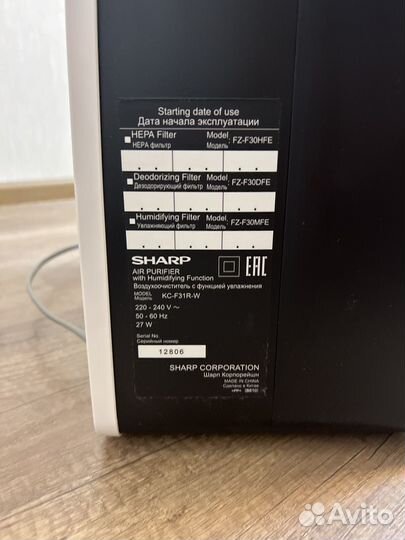 Starting date of use
Дата начала эксплуатации
HEPA Filter Model: FZ-F30HFE
HEPA фильтр Модель:
Deodorizing Filter Model: FZ-F30DFE
Дезодорирующий фильтр Модель:
Humidifying Filter Model: FZ-F30MFE
Увлажняющий фильтр Модель:
SHARP EAC
AIR PURIFIER
with Humidifying Function
Воздухоочиститель с функцией увлажнения
MODEL KC-F31R-W
Модель
220 - 240 V ~
50 - 60 Hz
27 W
Serial No
Серийный номер
12806
SHARP CORPORATION
Шарп Корпорейшн
MADE IN CHINA
Сделано в Китае
Avito